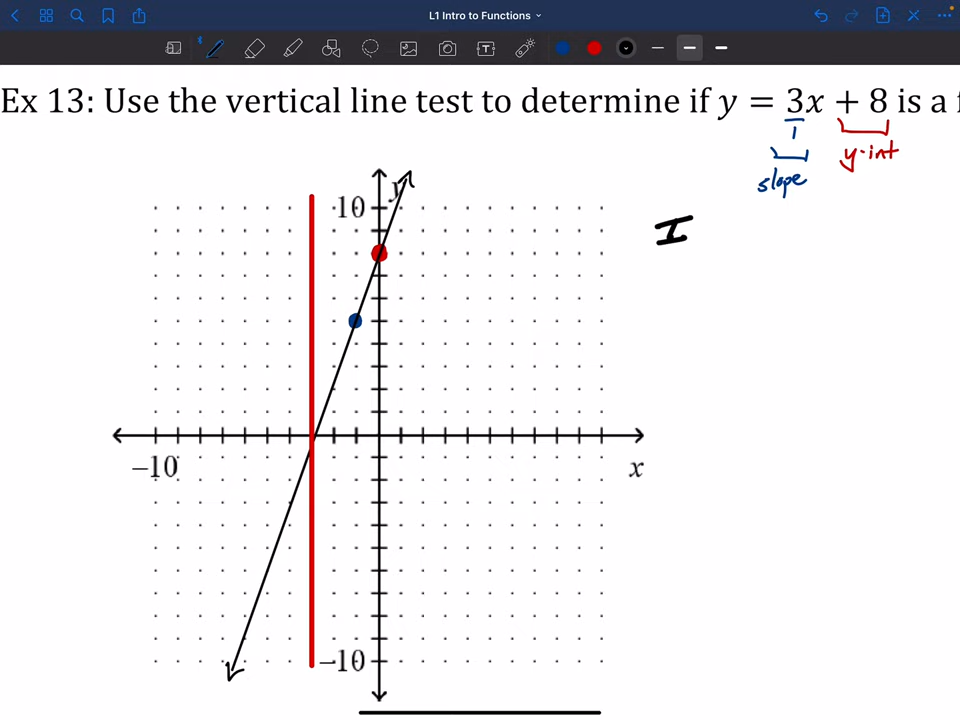 L1 Intro to Functions
Ex 13: Use the vertical line test to determine if y = 3x + 8 is a
1
slope
y-int
I
y
10
-10
x
-10